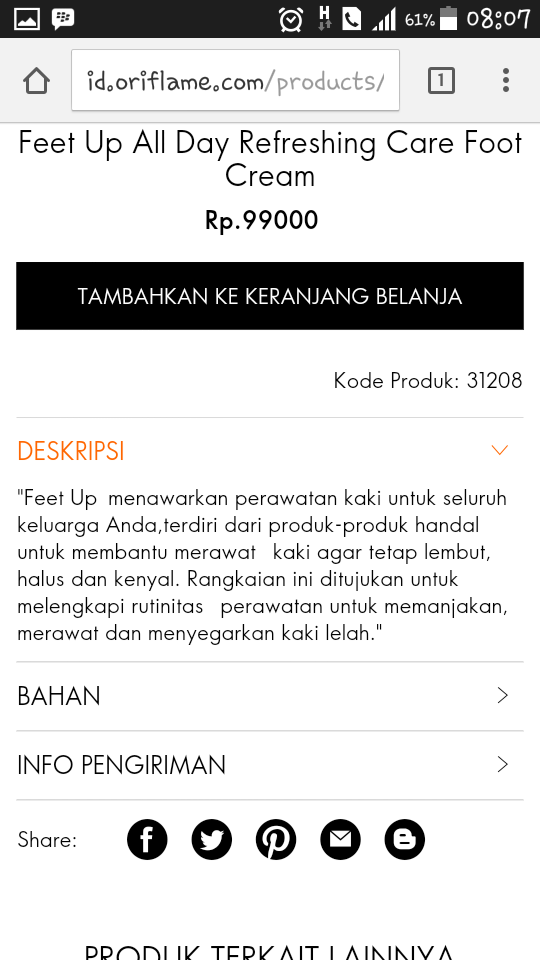 H
61%
08:07
id.oriflame.com/products/
1
Feet Up All Day Refreshing Care Foot
Cream
Rp.99000
TAMBAHKAN KE KERANJANG BELANJA
Kode Produk: 31208
DESKRIPSI
"Feet Up menawarkan perawatan kaki untuk seluruh
keluarga Anda,terdiri dari produk-produk handal
untuk membantu merawat kaki agar tetap lembut,
halus dan kenyal. Rangkaian ini ditujukan untuk
melengkapi rutinitas perawatan untuk memanjakan,
merawat dan menyegarkan kaki lelah."
BAHAN
INFO PENGIRIMAN
Share:
PRODUK TERKAIT LAINNYA